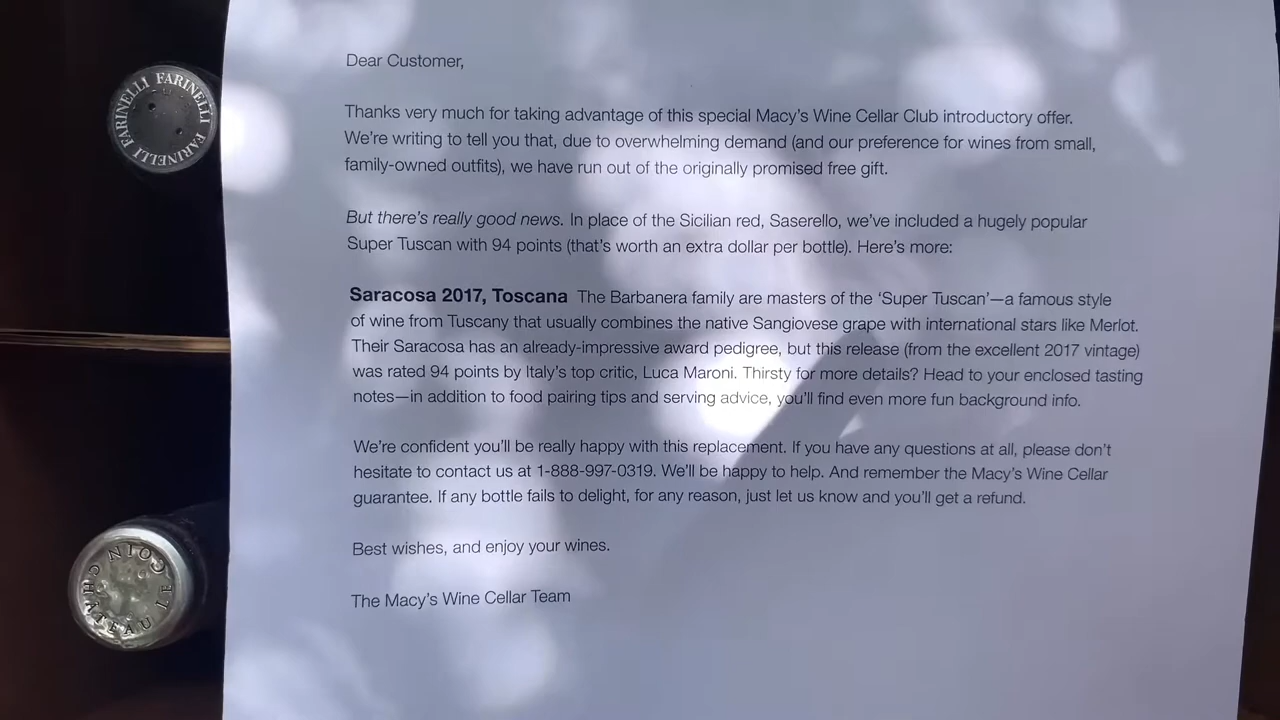 FARINELLI FARINELLI FARINELLI
Dear Customer,
Thanks very much for taking advantage of this special Macy's Wine Cellar Club introductory offer.
We're writing to tell you that, due to overwhelming demand (and our preference for wines from small,
family-owned outfits), we have run out of the originally promised free gift.
But there's really good news. In place of the Sicilian red, Saserello, we've included a hugely popular
Super Tuscan with 94 points (that's worth an extra dollar per bottle). Here's more:
Saracosa 2017, Toscana The Barbanera family are masters of the 'Super Tuscan'—a famous style
of wine from Tuscany that usually combines the native Sangiovese grape with international stars like Merlot.
Their Saracosa has an already-impressive award pedigree, but this release (from the excellent 2017 vintage)
was rated 94 points by Italy's top critic, Luca Maroni. Thirsty for more details? Head to your enclosed tasting
notes—in addition to food pairing tips and serving advice, you'll find even more fun background info.
We're confident you'll be really happy with this replacement. If you have any questions at all, please don't
hesitate to contact us at 1-888-997-0319. We'll be happy to help. And remember the Macy's Wine Cellar
guarantee. If any bottle fails to delight, for any reason, just let us know and you'll get a refund.
Best wishes, and enjoy your wines.
The Macy's Wine Cellar Team
CHÂTEAU LE COIN